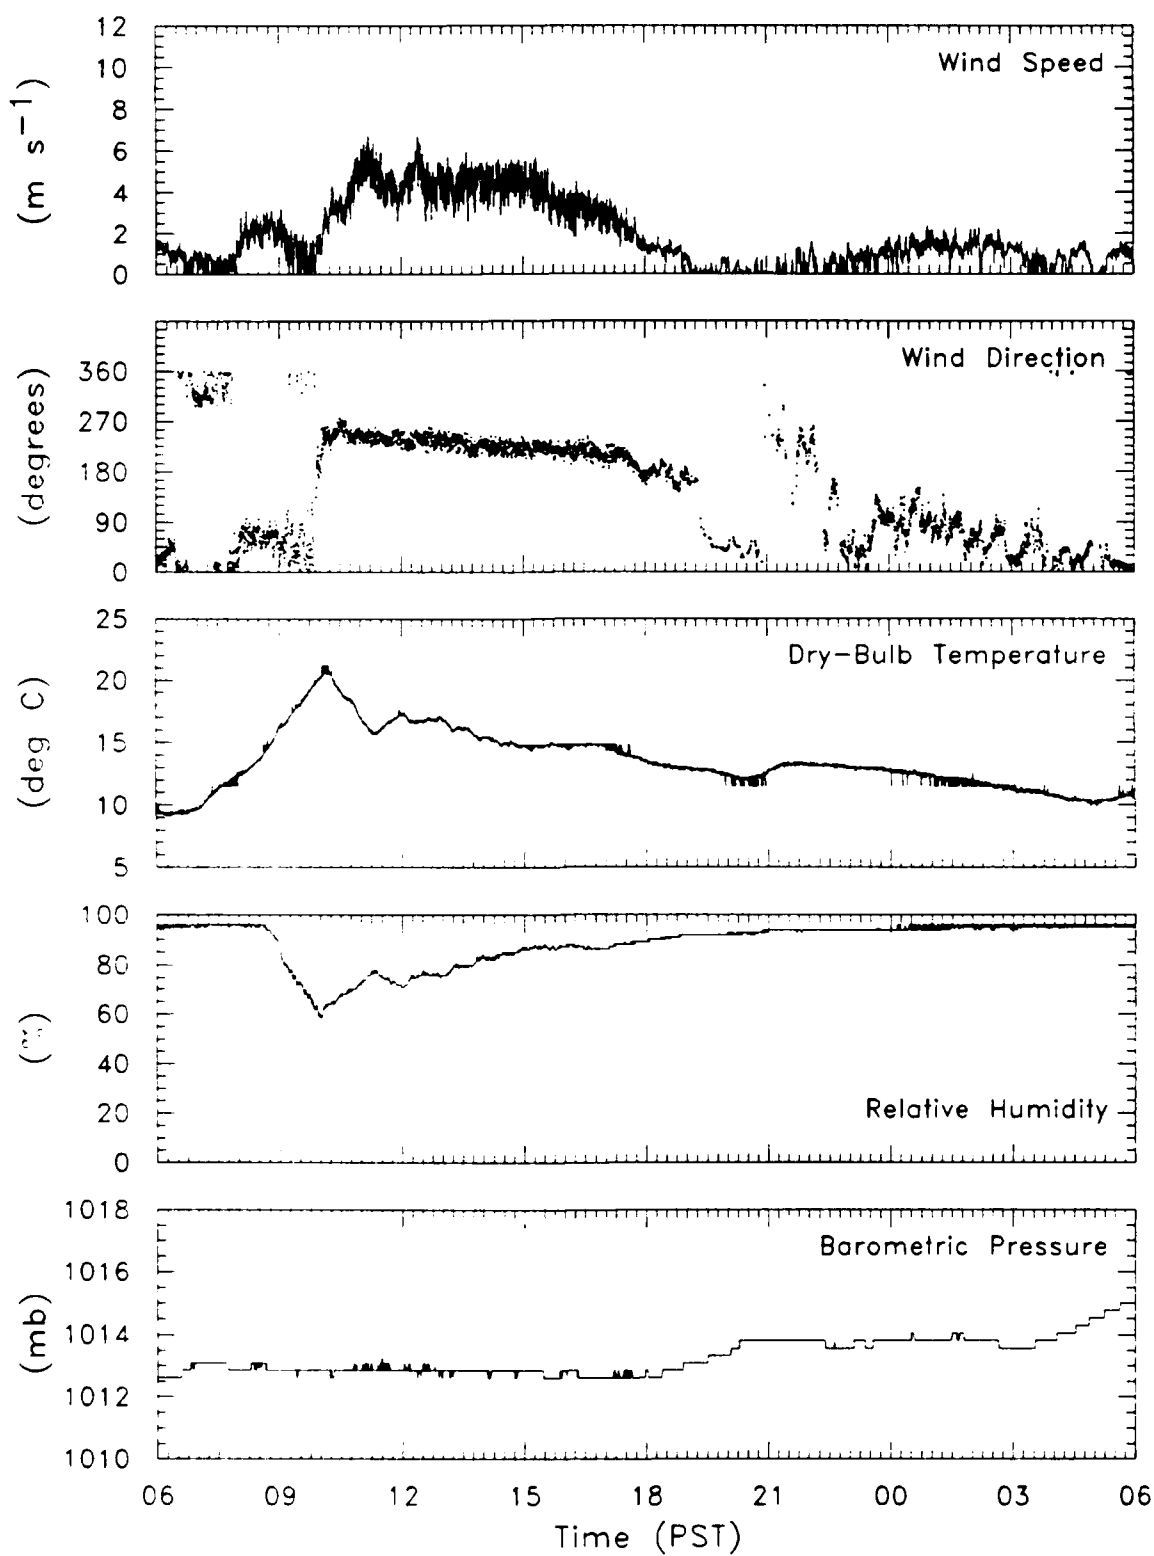 12
10
8
6
4
2
0
(m s−1)
Wind Speed
360
270
180
90
0
(degrees)
Wind Direction
25
20
15
10
5
(deg C)
Dry-Bulb Temperature
100
80
60
40
20
0
(%)
Relative Humidity
1018
1016
1014
1012
1010
(mb)
Barometric Pressure
06 09 12 15 18 21 00 03 06
Time (PST)